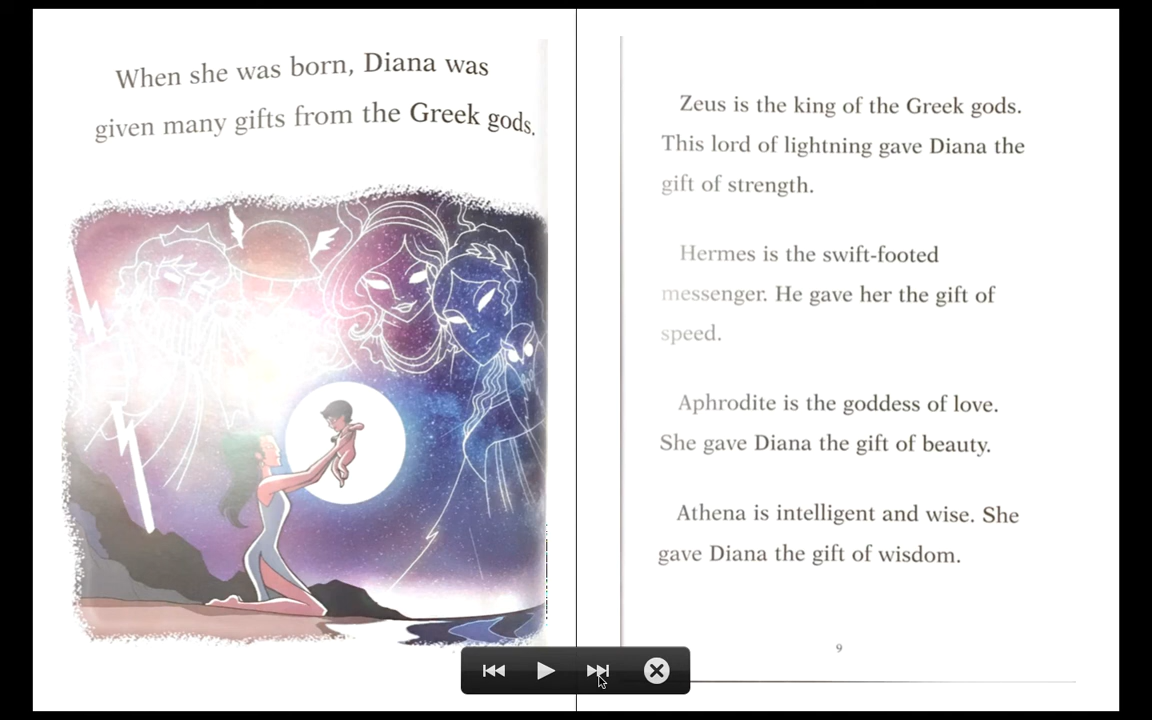 When she was born, Diana was
given many gifts from the Greek gods.
Zeus is the king of the Greek gods.
This lord of lightning gave Diana the
gift of strength.
Hermes is the swift-footed
messenger. He gave her the gift of
speed.
Aphrodite is the goddess of love.
She gave Diana the gift of beauty.
Athena is intelligent and wise. She
gave Diana the gift of wisdom.
9